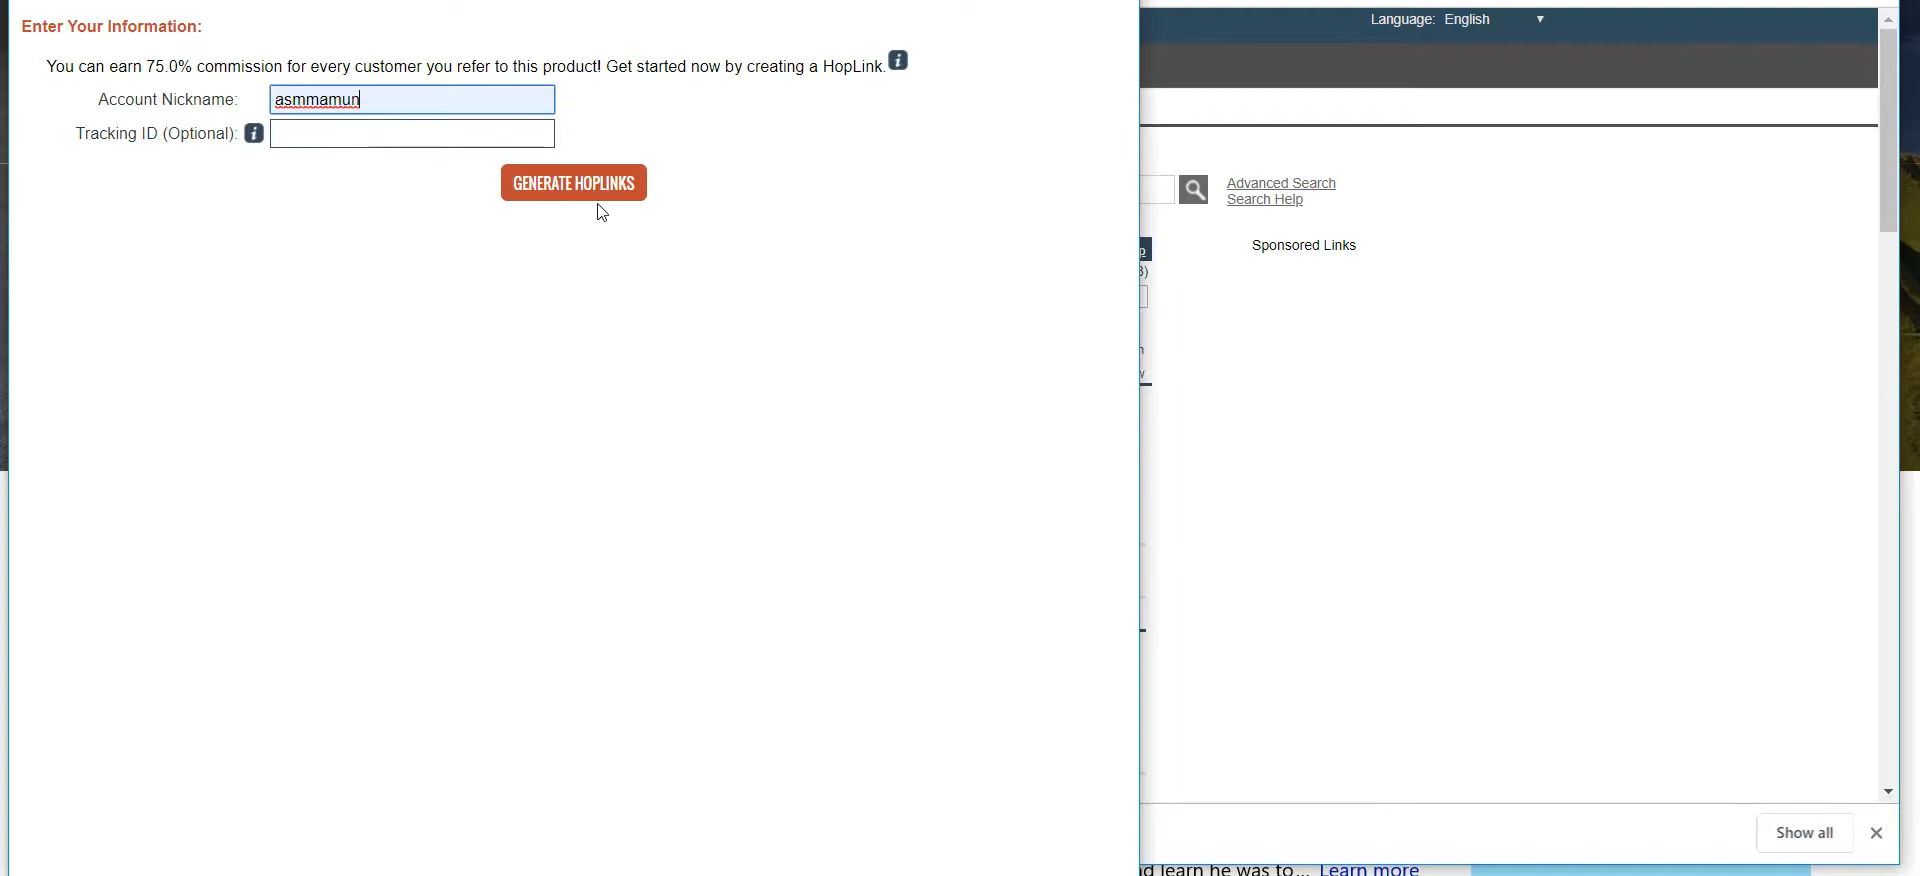 Enter Your Information:
You can earn 75.0% commission for every customer you refer to this product! Get started now by creating a HopLink.
Account Nickname: asmmamun
Tracking ID (Optional):
GENERATE HOPLINKS
Language: English
Advanced Search
Search Help
Sponsored Links
Show all
learn he was to... Learn more